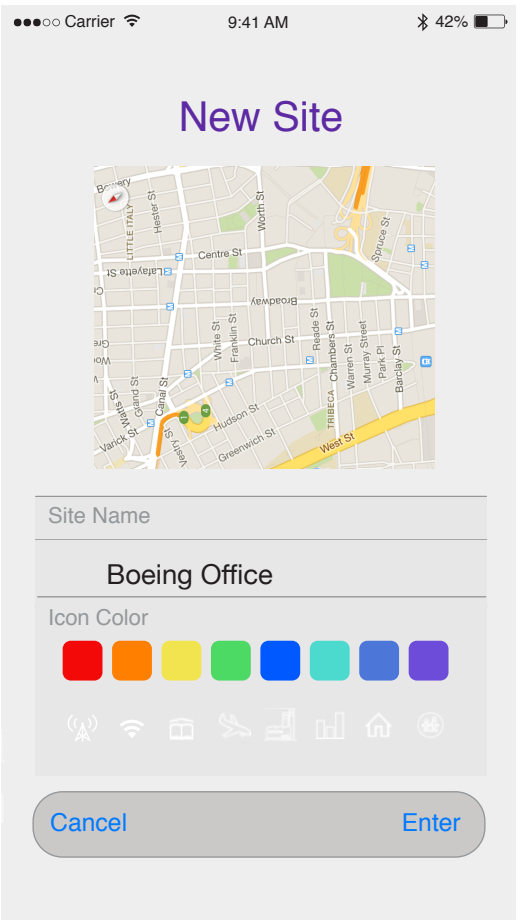 Carrier 9:41 AM 42%
New Site
Bowery
LITTLE ITALY
Hester St
Worth St
Spruce St
Centre St
Lafayette St
Broadway
White St
Franklin St
Church St
Reade St
Chambers St
Warren St
Murray Street
Park Pl
Barclay St
TRIBECA
Grand St
Watts St
Canal St
Varick St
Vestry St
Hudson St
Greenwich St
West St
1
4
Site Name
Boeing Office
Icon Color
Cancel Enter